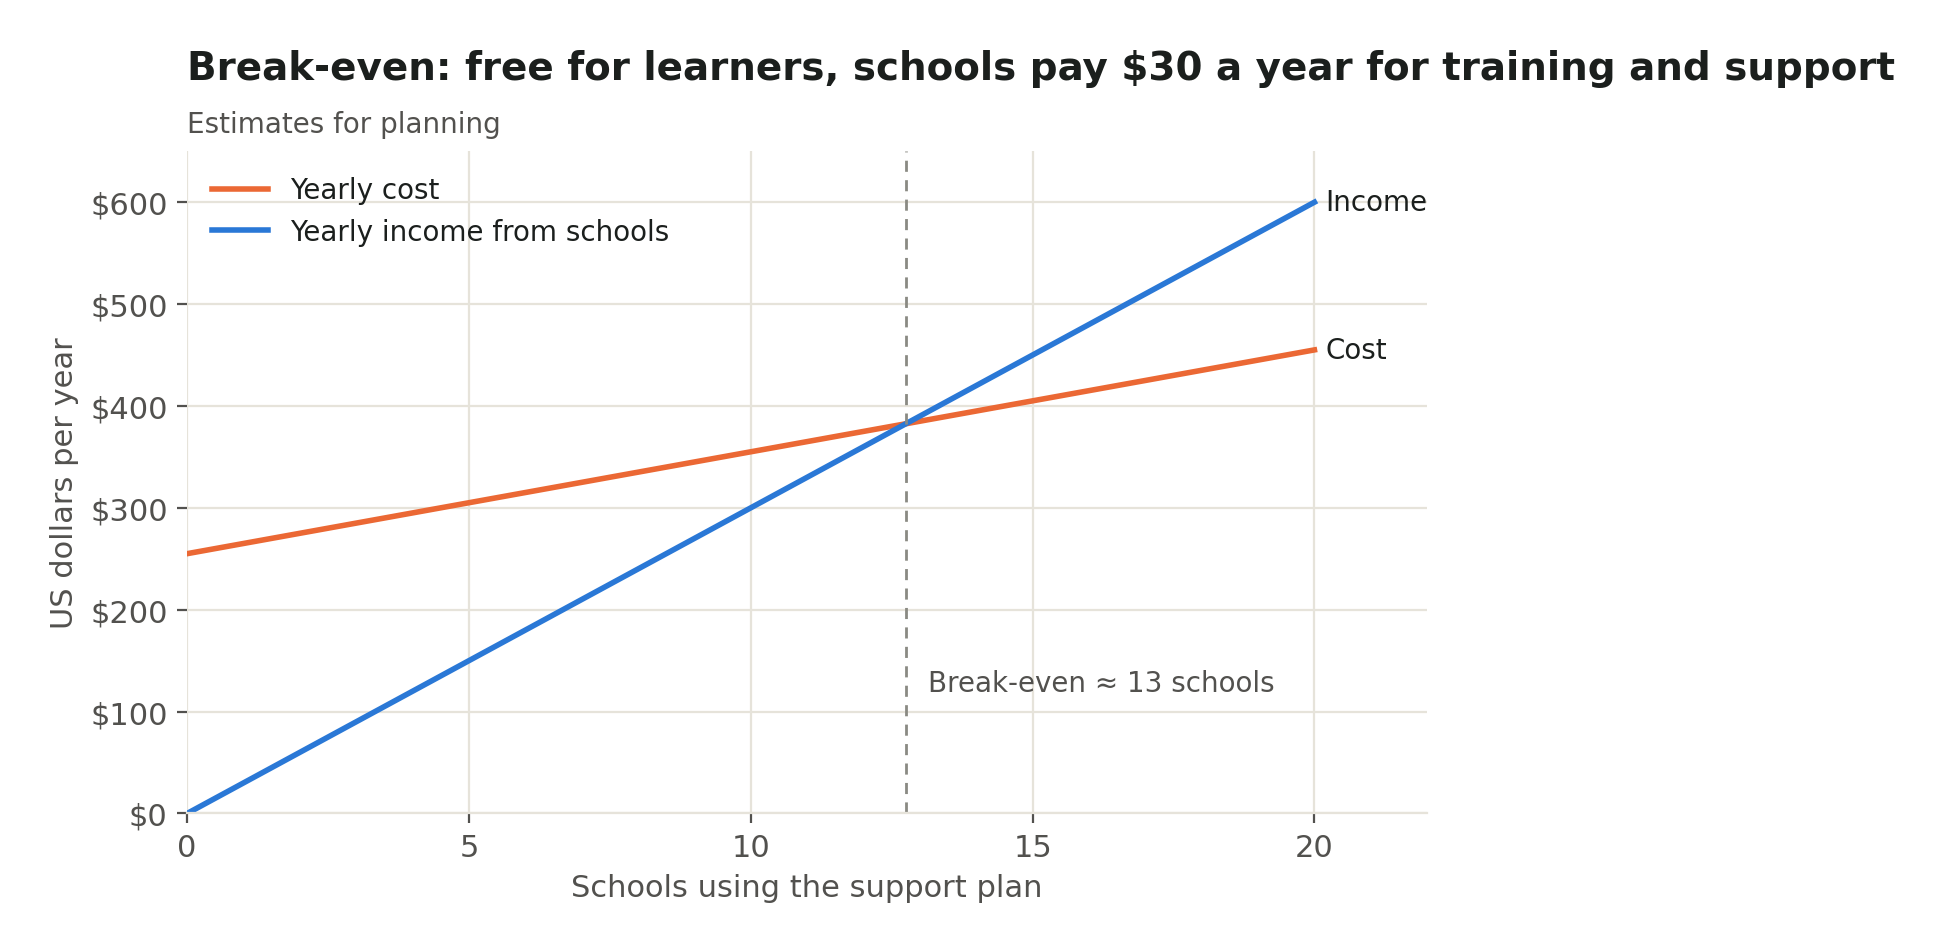 Break-even: free for learners, schools pay $30 a year for training and support
Estimates for planning
Yearly cost
Yearly income from schools
Income
Cost
Break-even ≈ 13 schools
US dollars per year
$600
$500
$400
$300
$200
$100
$0
0
5
10
15
20
Schools using the support plan